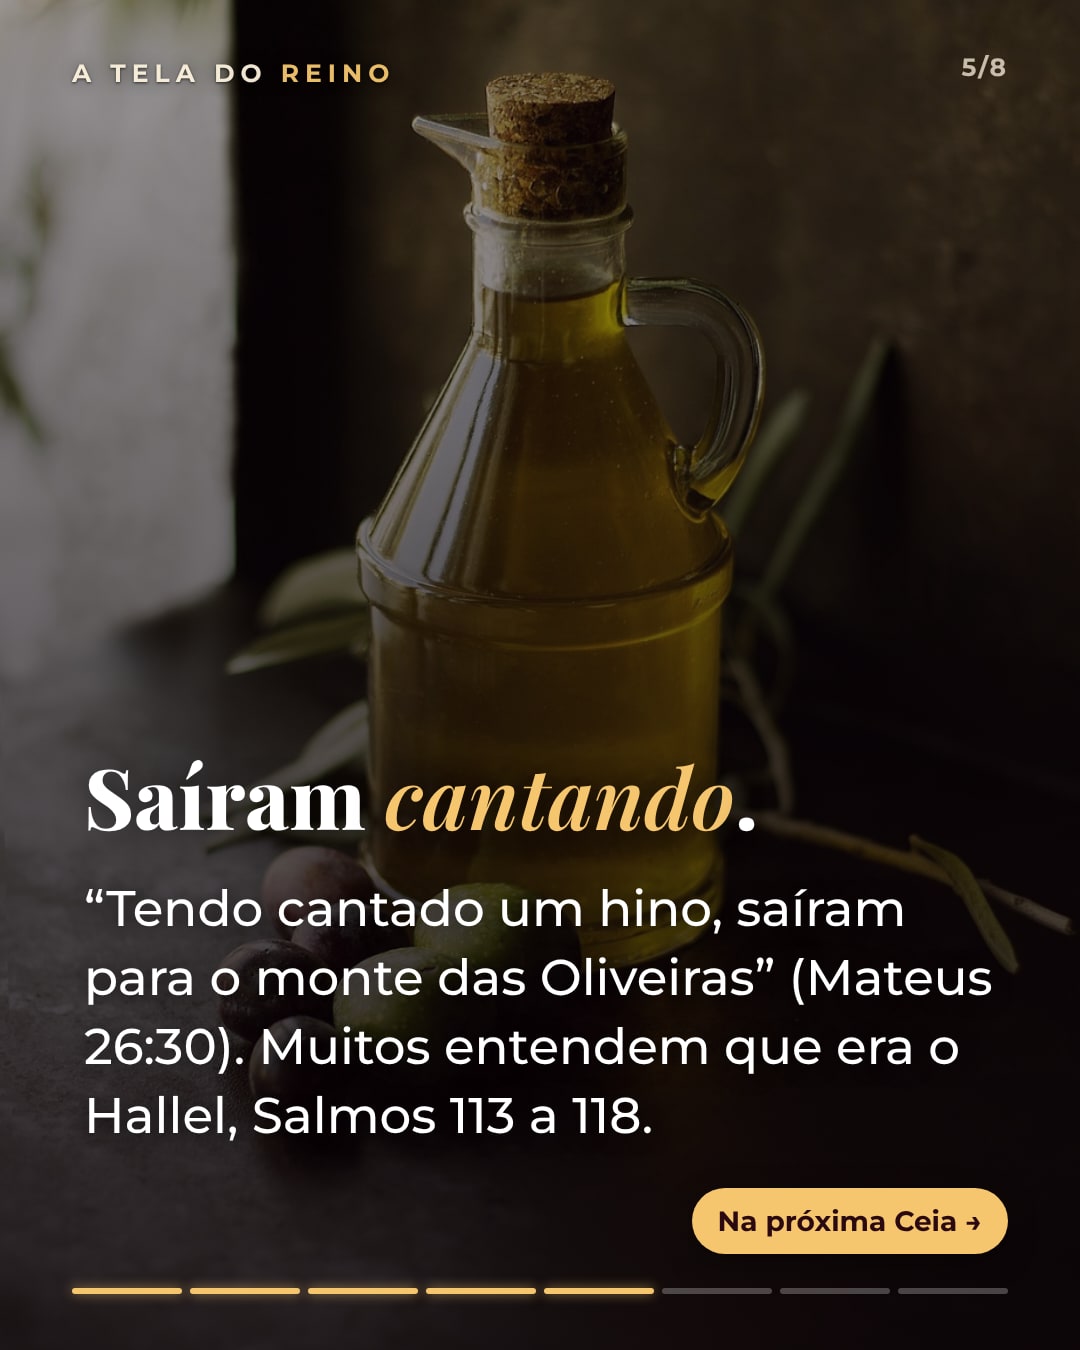 A TELA DO REINO
5/8
Saíram cantando.
“Tendo cantado um hino, saíram
para o monte das Oliveiras” (Mateus
26:30). Muitos entendem que era o
Hallel, Salmos 113 a 118.
Na próxima Ceia →